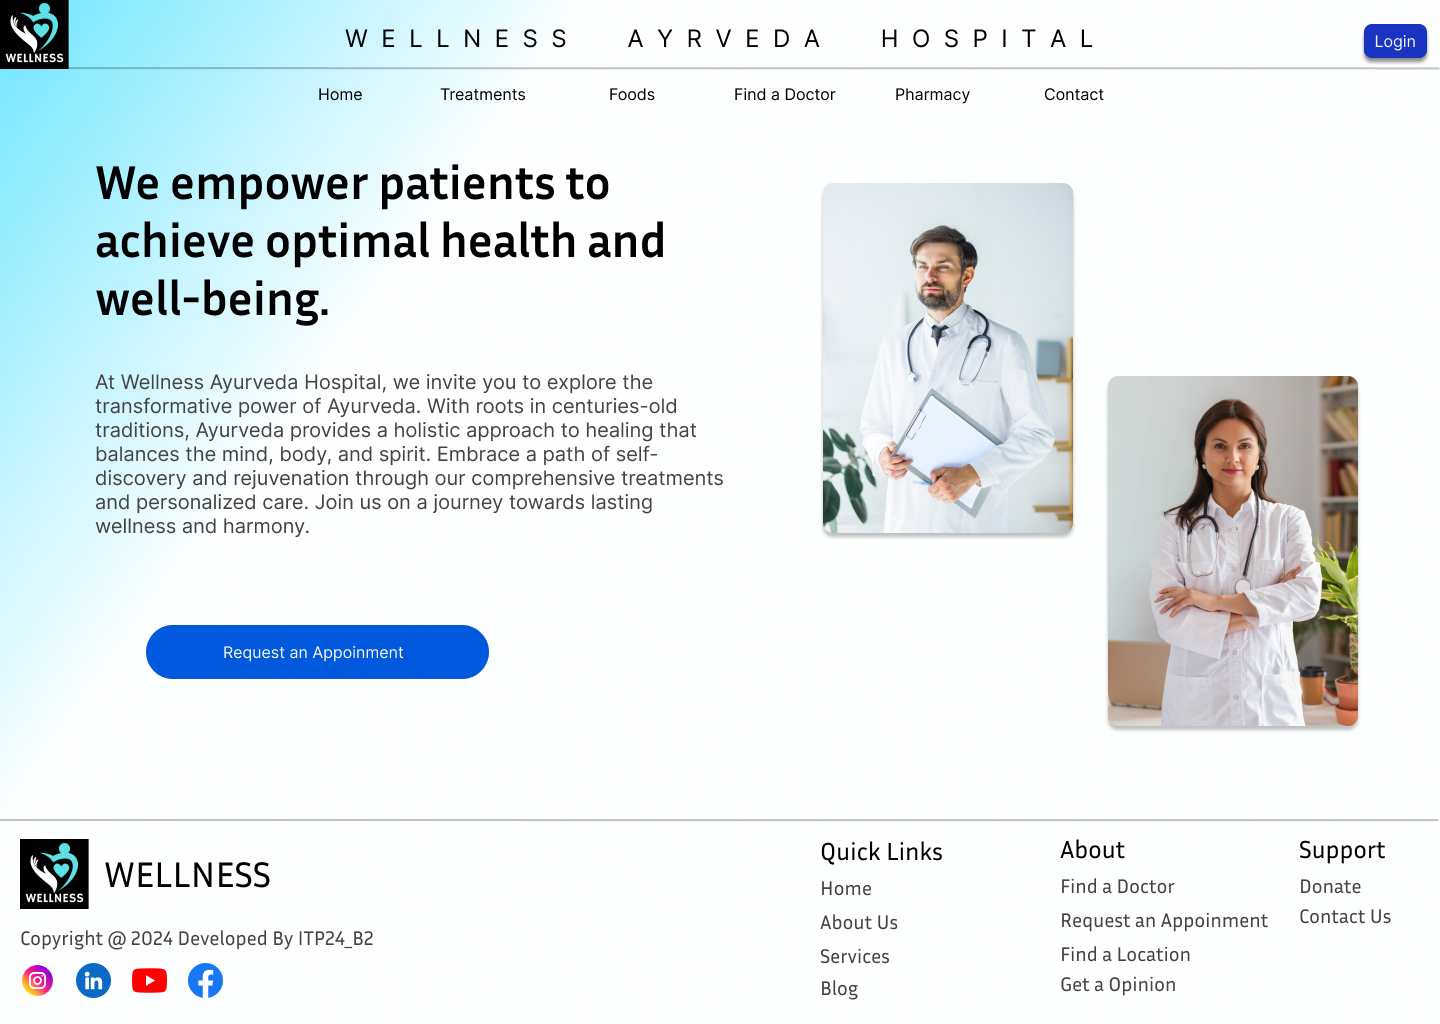 WELLNESS
WELLNESS AYRVEDA HOSPITAL
Login
Home Treatments Foods Find a Doctor Pharmacy Contact
We empower patients to
achieve optimal health and
well-being.
At Wellness Ayurveda Hospital, we invite you to explore the
transformative power of Ayurveda. With roots in centuries-old
traditions, Ayurveda provides a holistic approach to healing that
balances the mind, body, and spirit. Embrace a path of self-
discovery and rejuvenation through our comprehensive treatments
and personalized care. Join us on a journey towards lasting
wellness and harmony.
Request an Appoinment
WELLNESS
WELLNESS
Copyright @ 2024 Developed By ITP24_B2
Quick Links
Home
About Us
Services
Blog
About
Find a Doctor
Request an Appoinment
Find a Location
Get a Opinion
Support
Donate
Contact Us